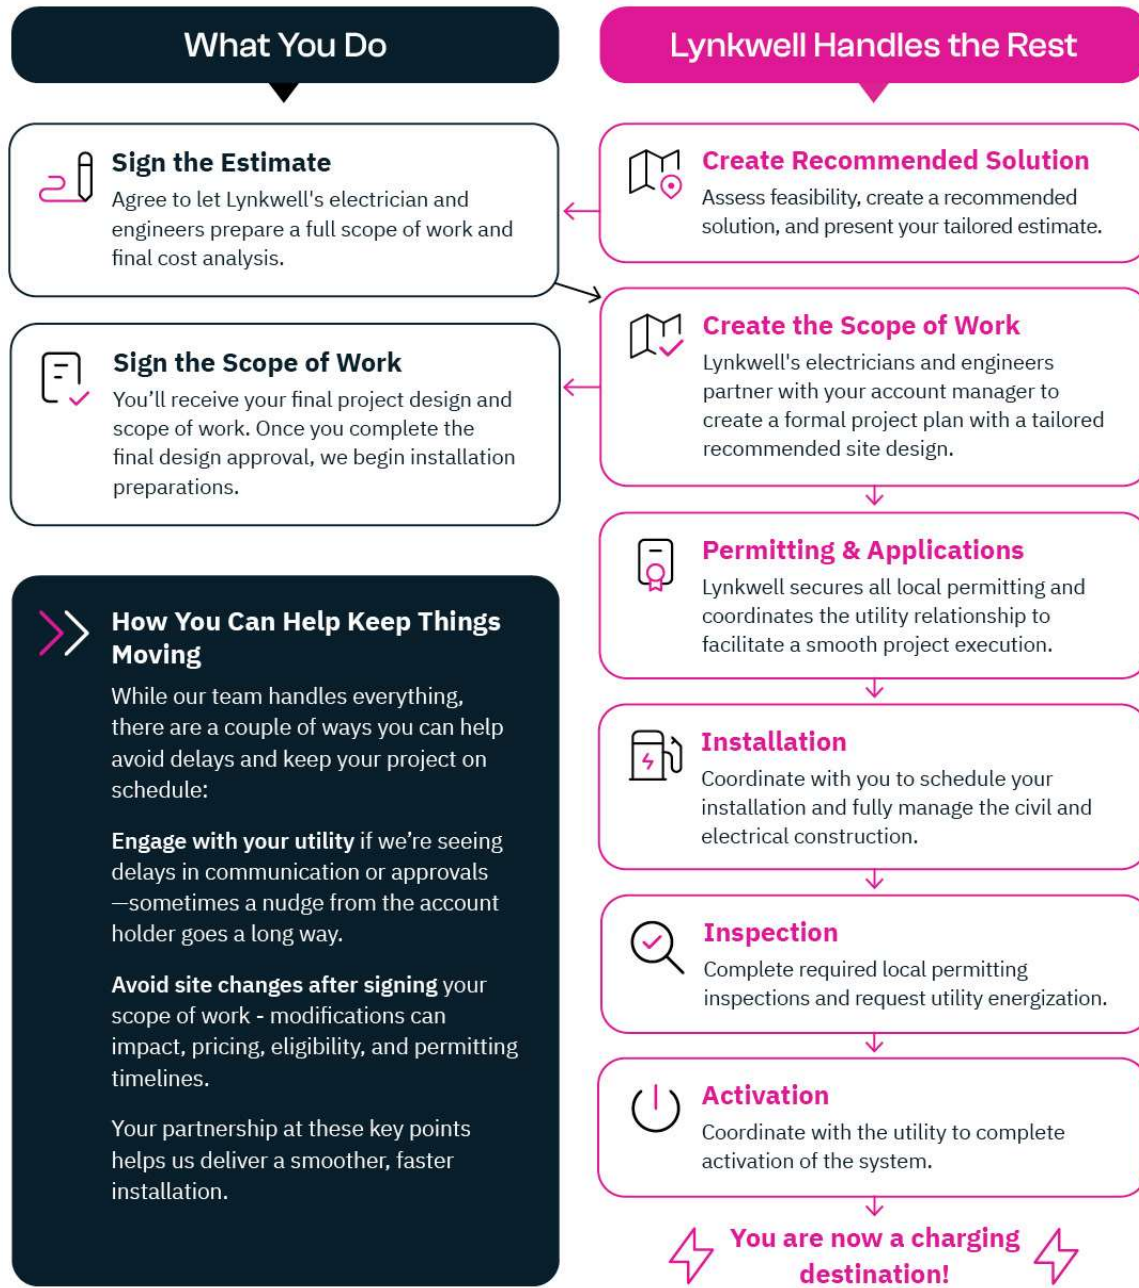 What You Do
Sign the Estimate
Agree to let Lynkwell's electrician and
engineers prepare a full scope of work and
final cost analysis.
Sign the Scope of Work
You’ll receive your final project design and
scope of work. Once you complete the
final design approval, we begin installation
preparations.
How You Can Help Keep Things
Moving
While our team handles everything,
there are a couple of ways you can help
avoid delays and keep your project on
schedule:
Engage with your utility if we’re seeing
delays in communication or approvals
—sometimes a nudge from the account
holder goes a long way.
Avoid site changes after signing your
scope of work - modifications can
impact, pricing, eligibility, and permitting
timelines.
Your partnership at these key points
helps us deliver a smoother, faster
installation.
Lynkwell Handles the Rest
Create Recommended Solution
Assess feasibility, create a recommended
solution, and present your tailored estimate.
Create the Scope of Work
Lynkwell's electricians and engineers
partner with your account manager to
create a formal project plan with a tailored
recommended site design.
Permitting & Applications
Lynkwell secures all local permitting and
coordinates the utility relationship to
facilitate a smooth project execution.
Installation
Coordinate with you to schedule your
installation and fully manage the civil and
electrical construction.
Inspection
Complete required local permitting
inspections and request utility energization.
Activation
Coordinate with the utility to complete
activation of the system.
You are now a charging
destination!